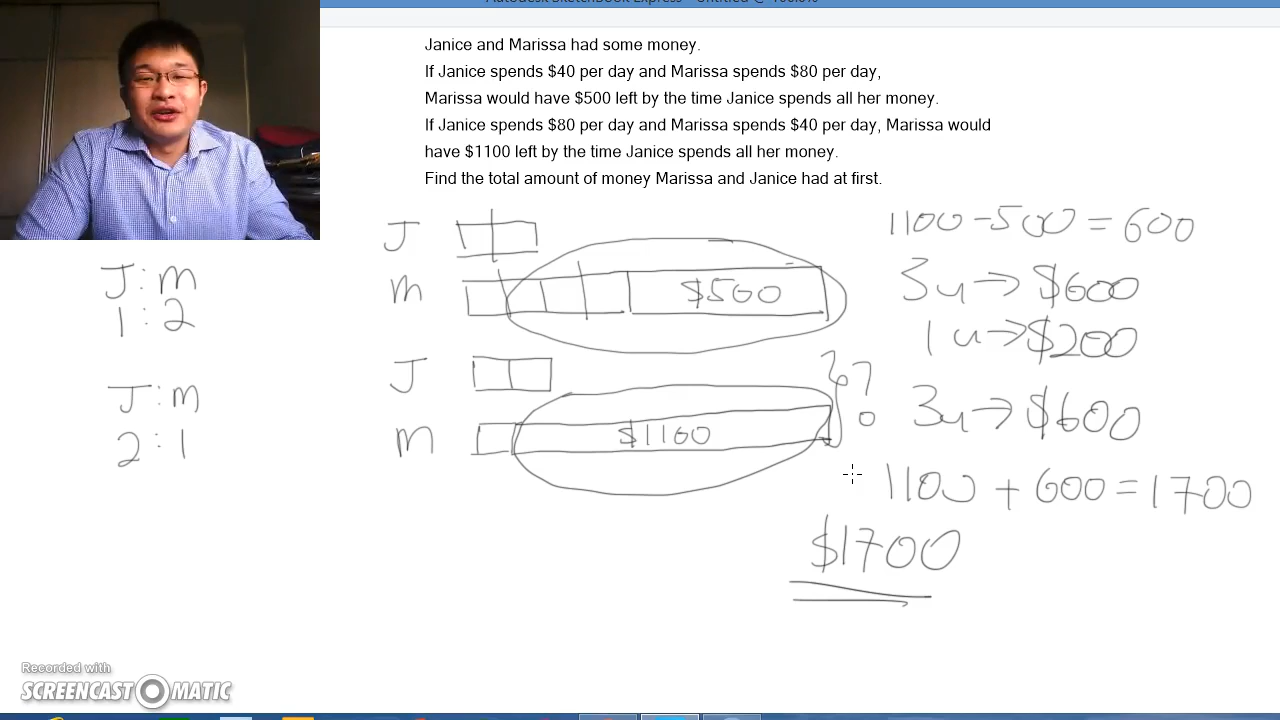 Janice and Marissa had some money.
If Janice spends $40 per day and Marissa spends $80 per day,
Marissa would have $500 left by the time Janice spends all her money.
If Janice spends $80 per day and Marissa spends $40 per day, Marissa would
have $1100 left by the time Janice spends all her money.
Find the total amount of money Marissa and Janice had at first.
J : m
1 : 2
J : m
2 : 1
J
m $500
J
m $1100
1100 - 500 = 600
3u → $600
1u → $200
3u → $600
1100 + 600 = 1700
$1700
Recorded with
SCREENCAST O MATIC